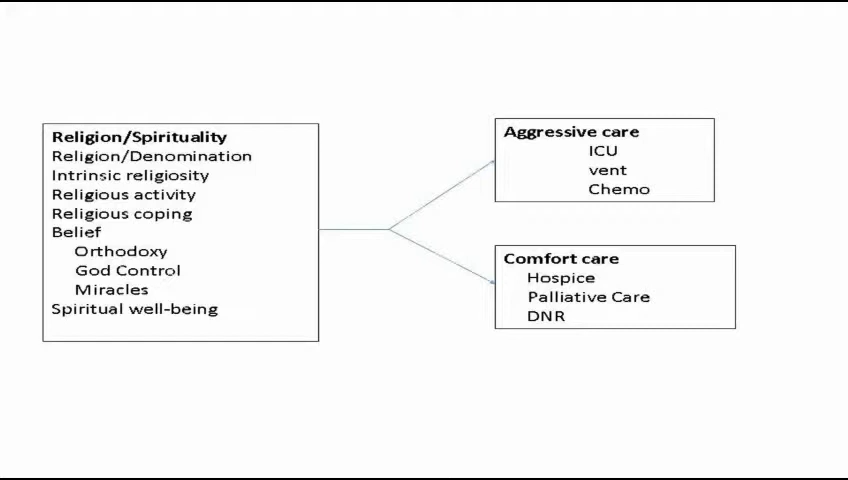 Religion/Spirituality
Religion/Denomination
Intrinsic religiosity
Religious activity
Religious coping
Belief
Orthodoxy
God Control
Miracles
Spiritual well-being
Aggressive care
ICU
vent
Chemo
Comfort care
Hospice
Palliative Care
DNR